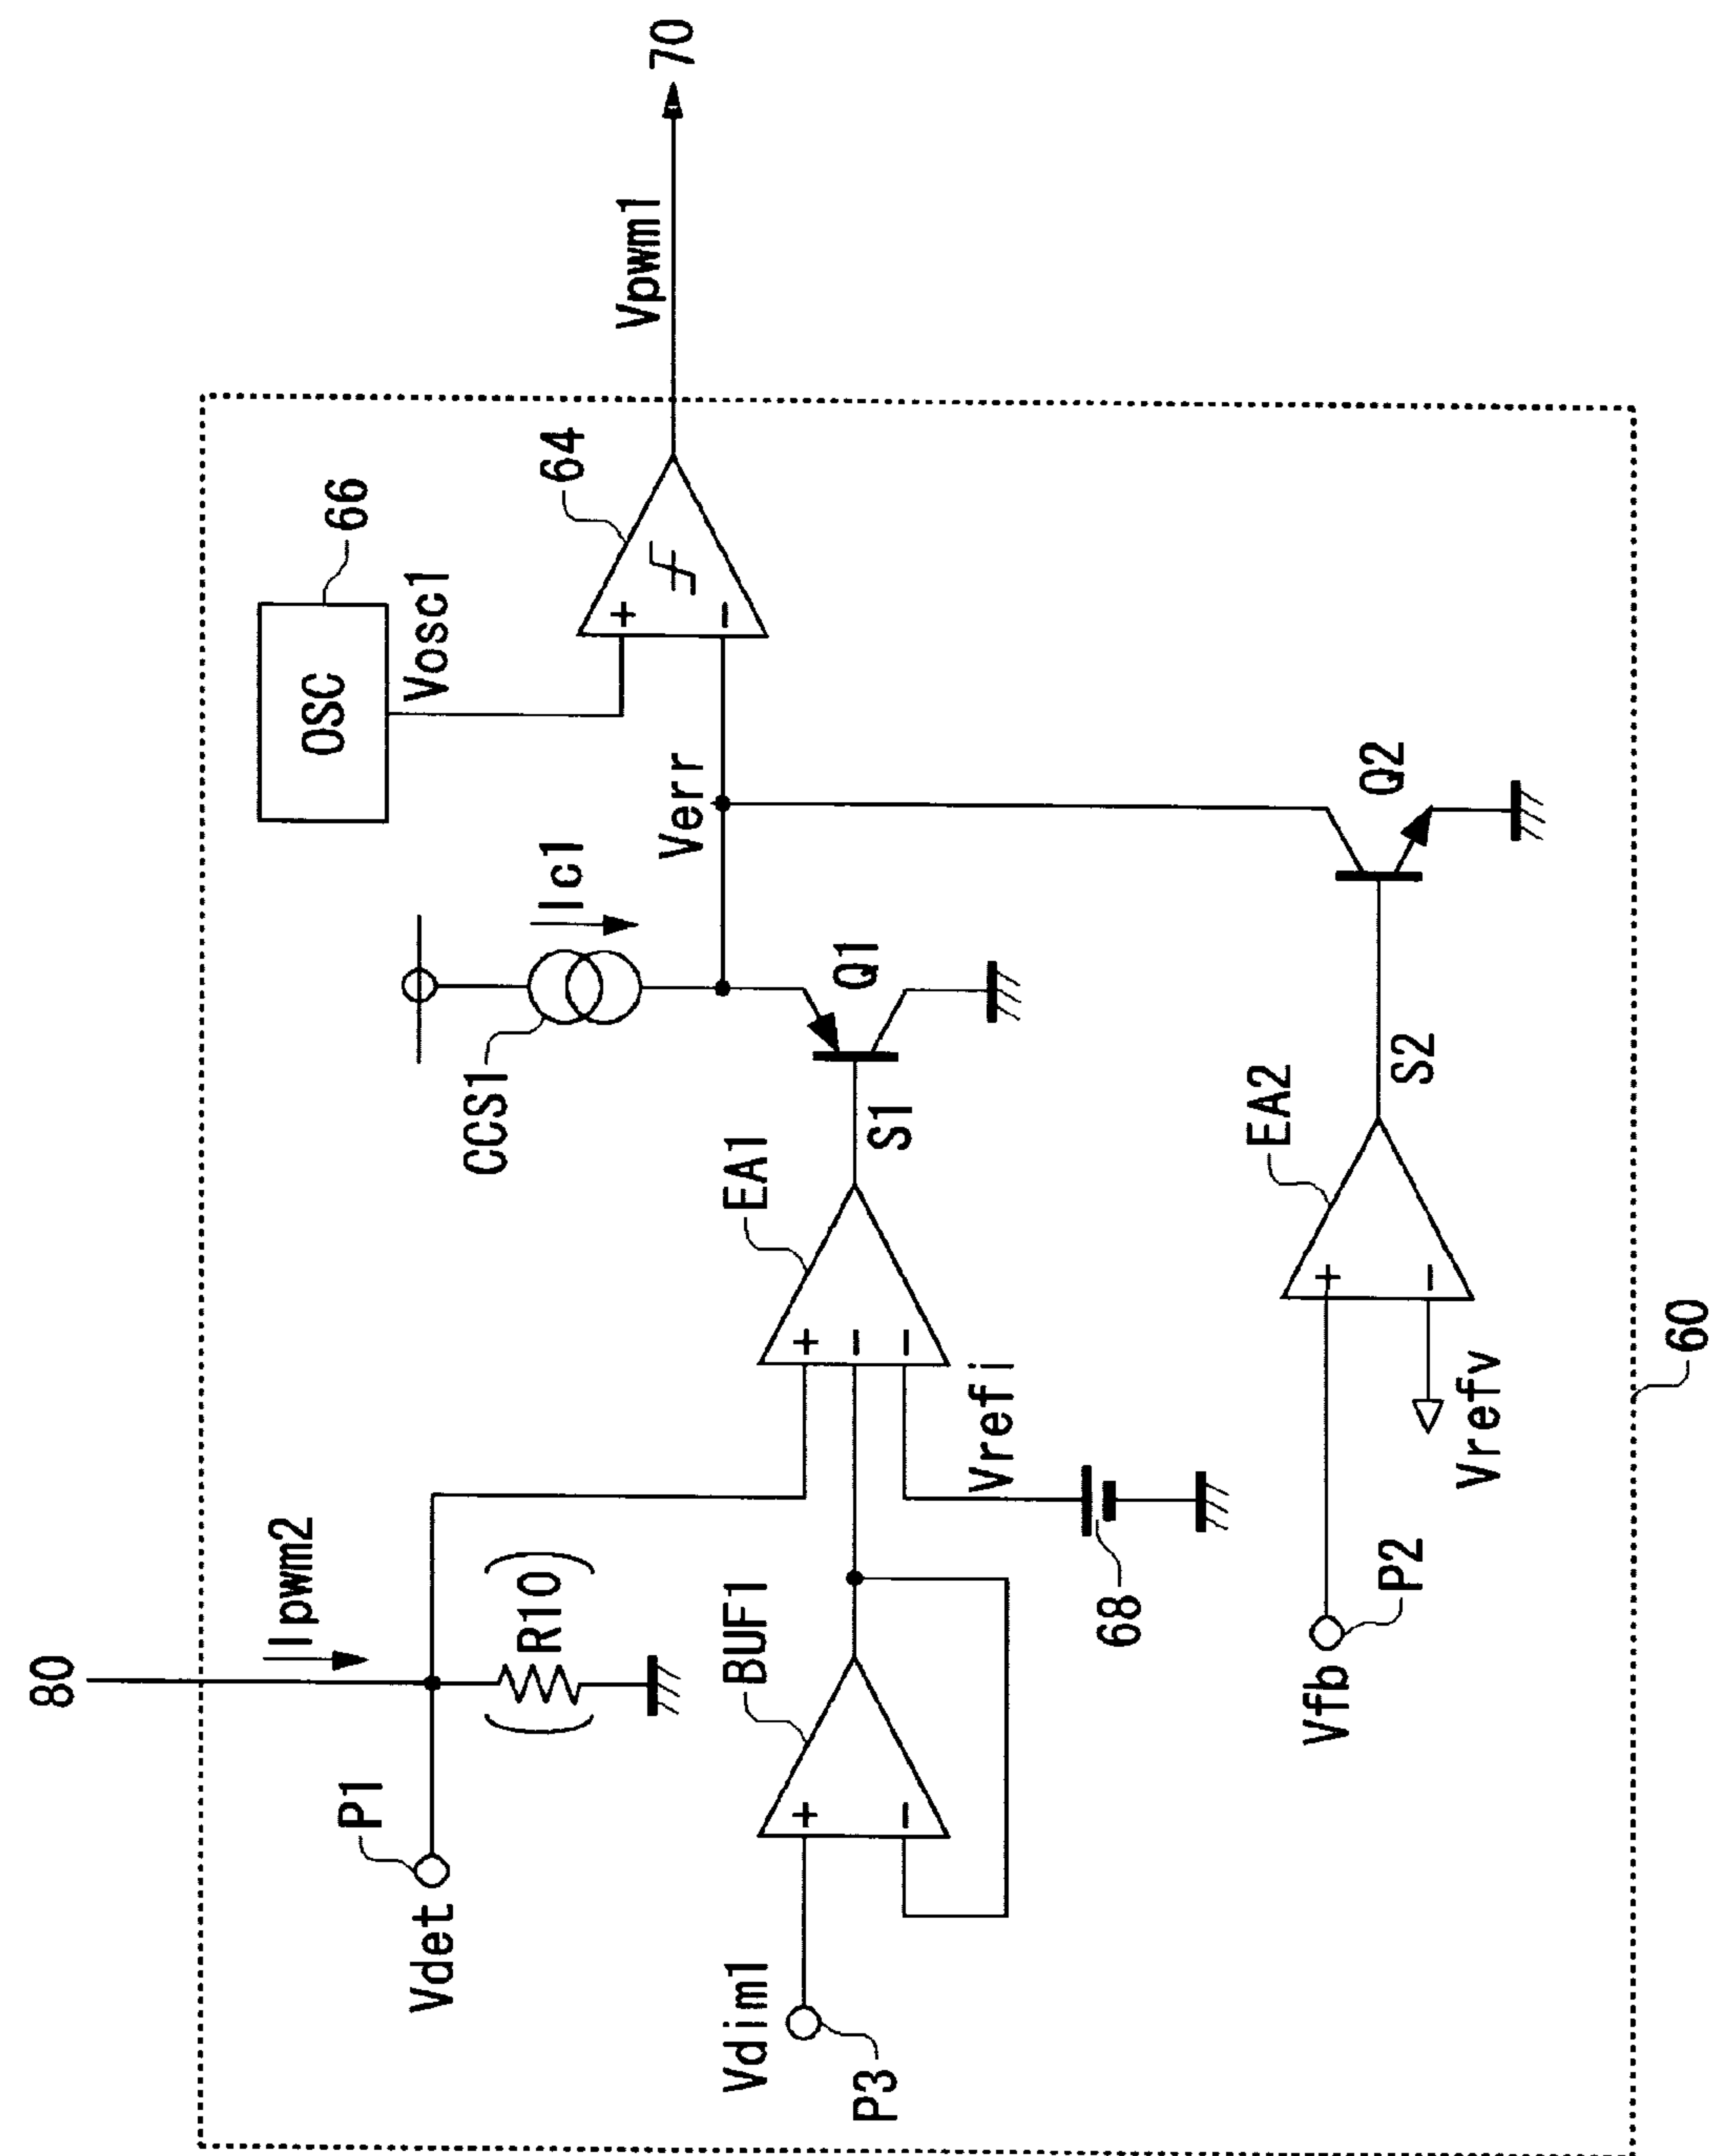 80
Ipwm2
P1
Vdet
(R10)
CCS1
Ic1
OSC
66
Vosc1
Verr
+
−
64
Vpwm1
70
Vdim1
P3
+
−
BUF1
+
−
−
EA1
S1
Q1
Vrefi
68
Vfb
P2
+
−
Vrefv
EA2
S2
Q2
60